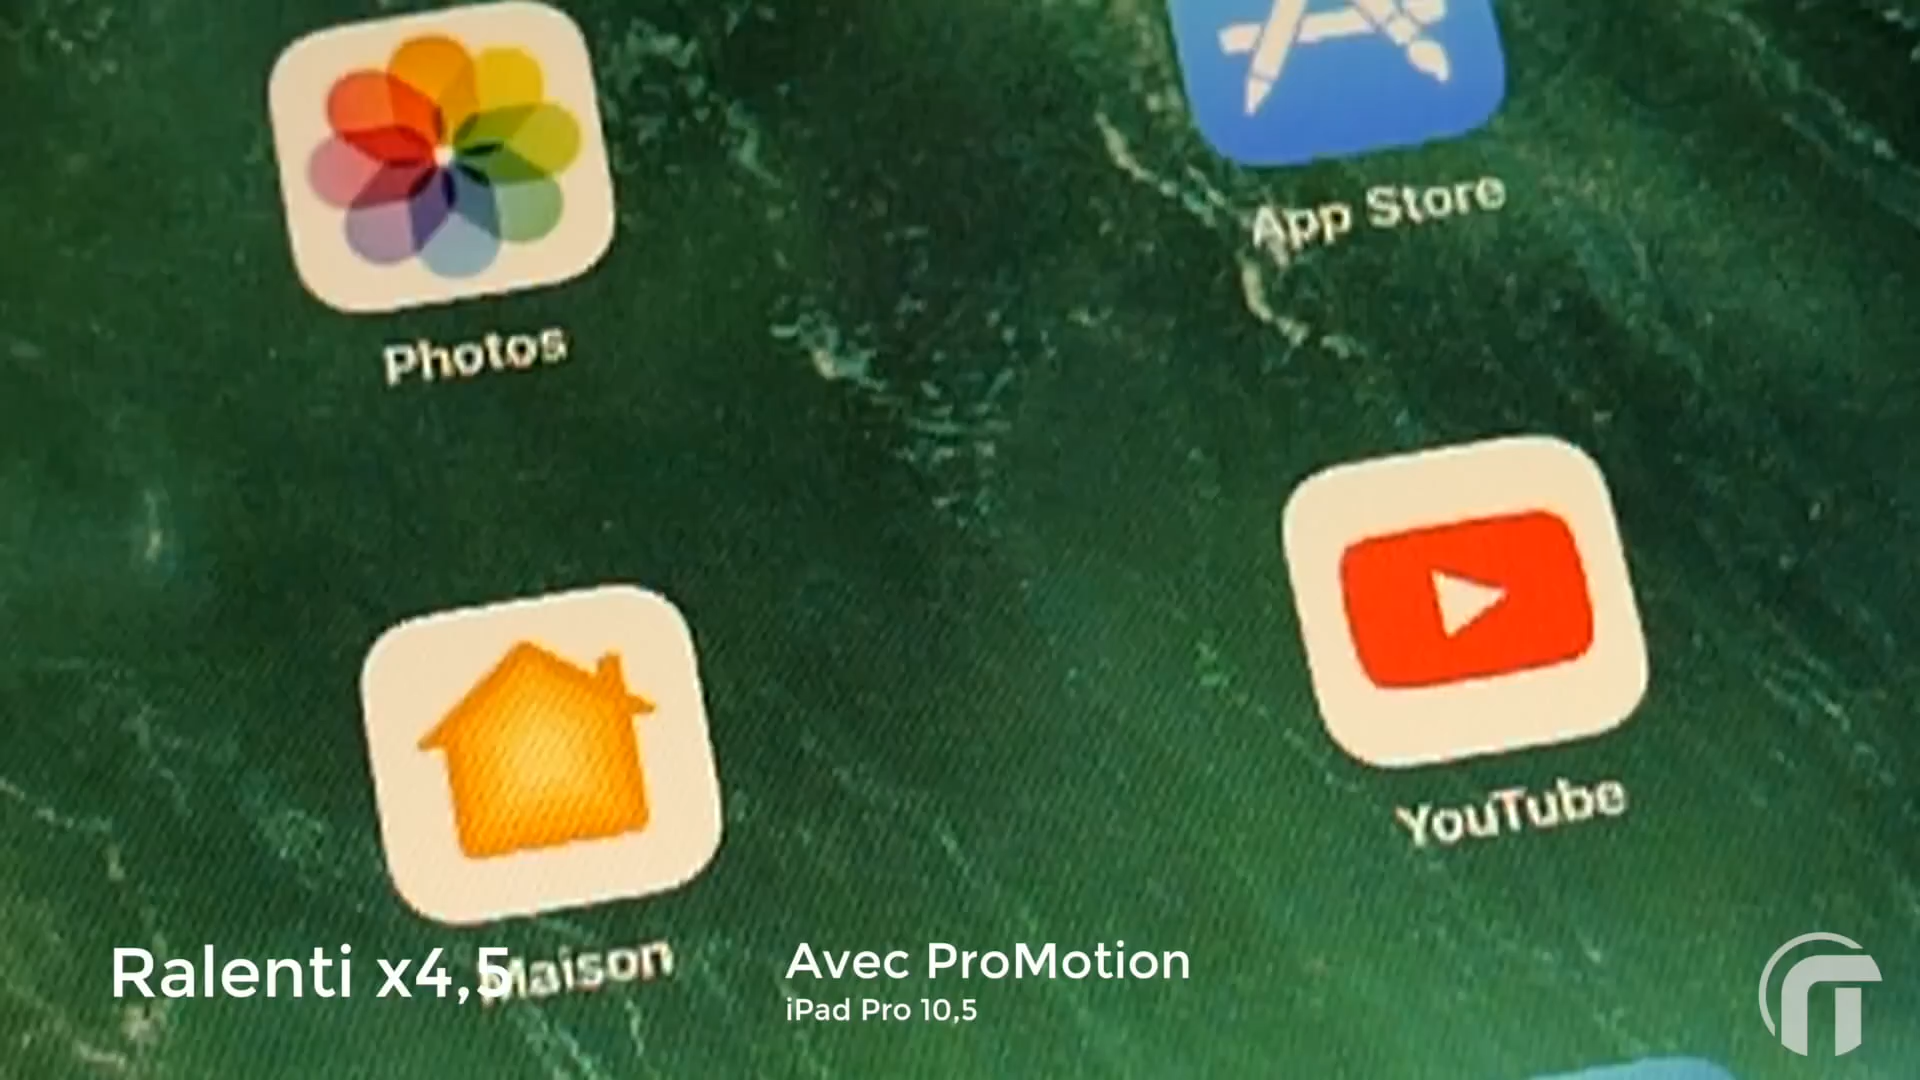 App Store
Photos
YouTube
Maison
Ralenti x4,5
Avec ProMotion
iPad Pro 10,5